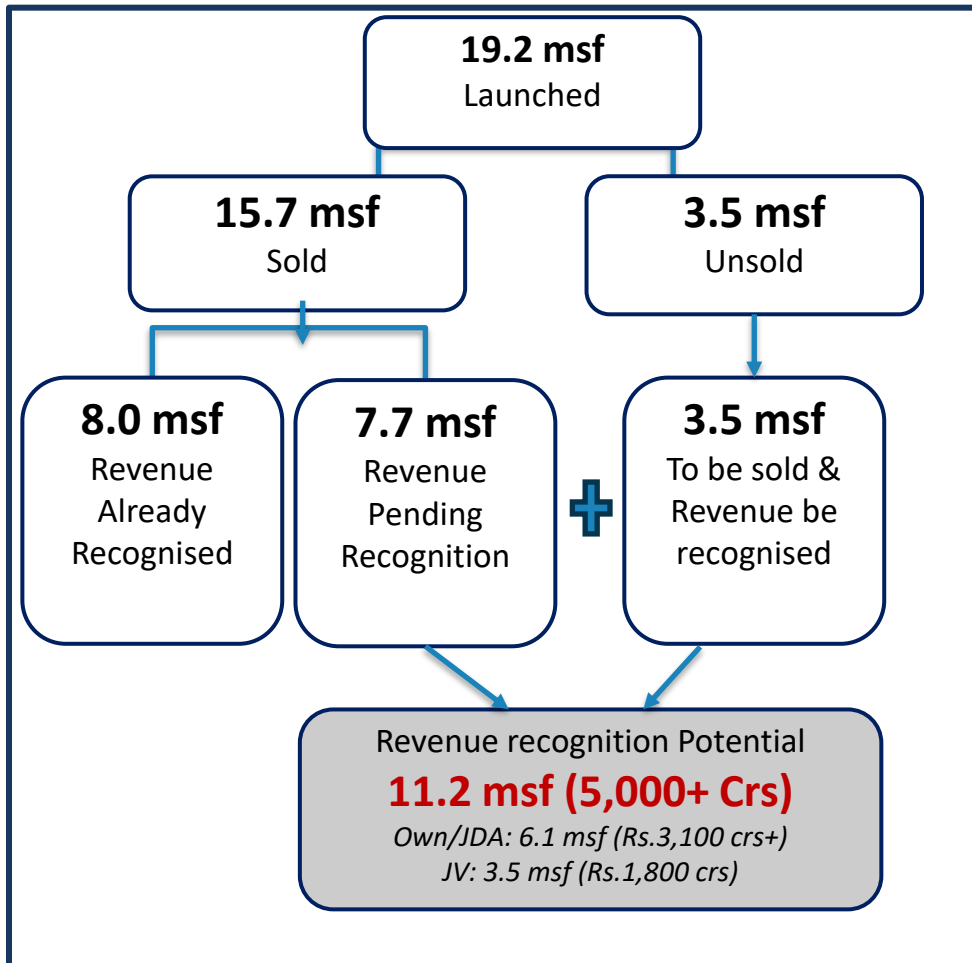 19.2 msf
Launched
15.7 msf
Sold
3.5 msf
Unsold
8.0 msf
Revenue
Already
Recognised
7.7 msf
Revenue
Pending
Recognition
3.5 msf
To be sold &
Revenue be
recognised
Revenue recognition Potential
11.2 msf (5,000+ Crs)
Own/JDA: 6.1 msf (Rs.3,100 crs+)
JV: 3.5 msf (Rs.1,800 crs)